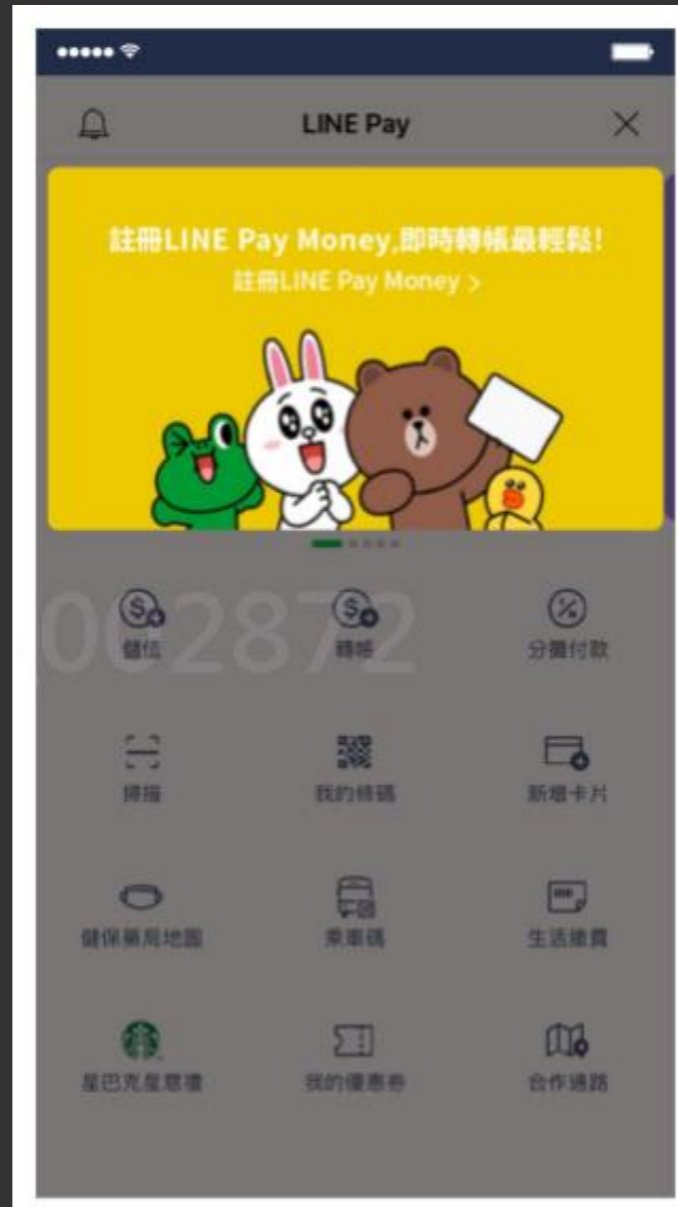 LINE Pay
註冊LINE Pay Money,即時轉帳最輕鬆!
註冊LINE Pay Money >
002872
儲值
轉帳
分攤付款
掃描
我的條碼
新增卡片
健保藥局地圖
乘車碼
生活繳費
星巴克星意禮
我的優惠券
合作通路